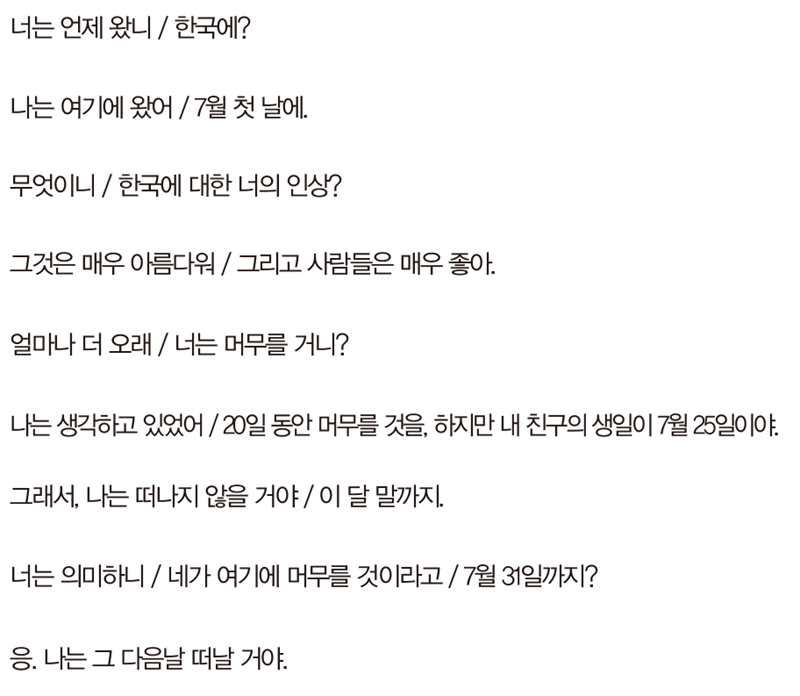 너는 언제 왔니 / 한국에?
나는 여기에 왔어 / 7월 첫 날에.
무엇이니 / 한국에 대한 너의 인상?
그것은 매우 아름다워 / 그리고 사람들은 매우 좋아.
얼마나 더 오래 / 너는 머무를 거니?
나는 생각하고 있었어 / 20일 동안 머무를 것을, 하지만 내 친구의 생일이 7월 25일이야.
그래서, 나는 떠나지 않을 거야 / 이 달 말까지.
너는 의미하니 / 네가 여기에 머무를 것이라고 / 7월 31일까지?
응. 나는 그 다음날 떠날 거야.